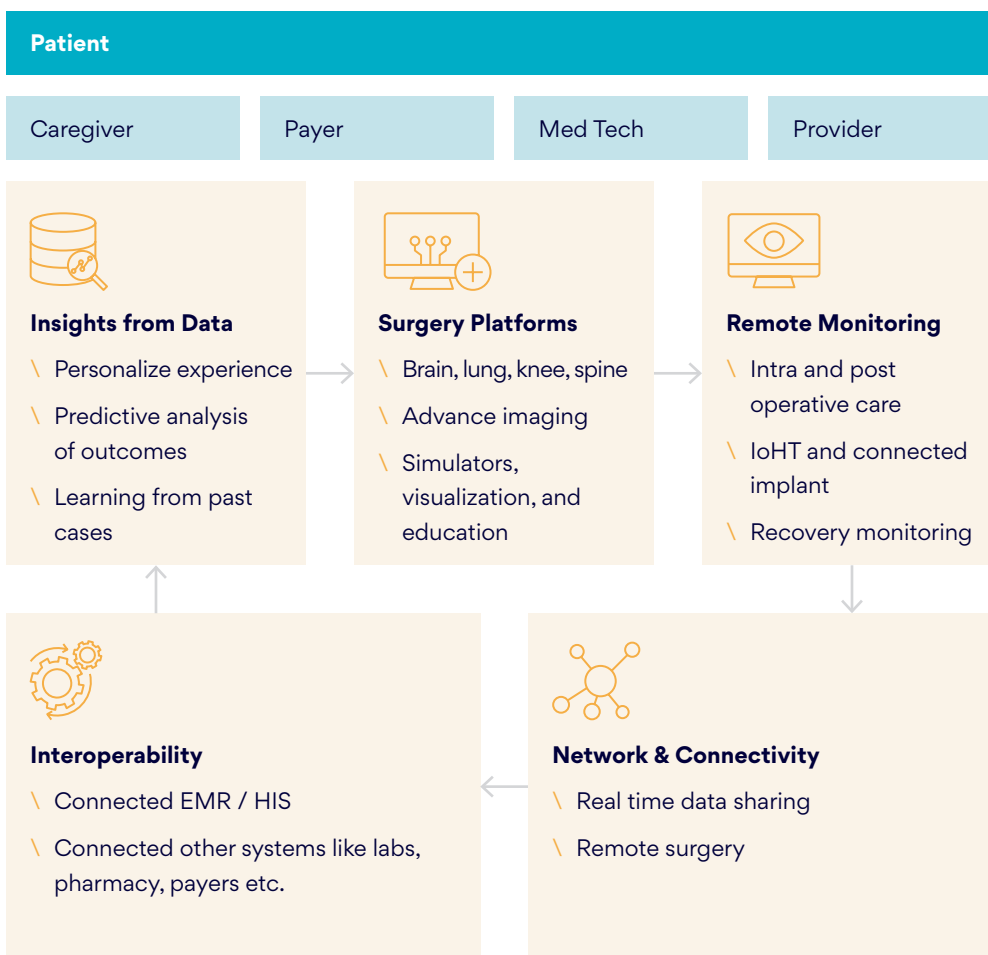 Patient
Caregiver
Payer
Med Tech
Provider
Insights from Data
\ Personalize experience
\ Predictive analysis
of outcomes
\ Learning from past
cases
Surgery Platforms
\ Brain, lung, knee, spine
\ Advance imaging
\ Simulators,
visualization, and
education
Remote Monitoring
\ Intra and post
operative care
\ IoHT and connected
implant
\ Recovery monitoring
Interoperability
\ Connected EMR / HIS
\ Connected other systems like labs,
pharmacy, payers etc.
Network & Connectivity
\ Real time data sharing
\ Remote surgery